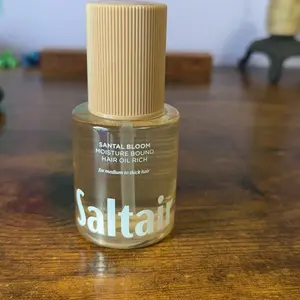 SANTAL BLOOM
MOISTURE BOUND
HAIR OIL RICH
for medium to thick hair
Saltair